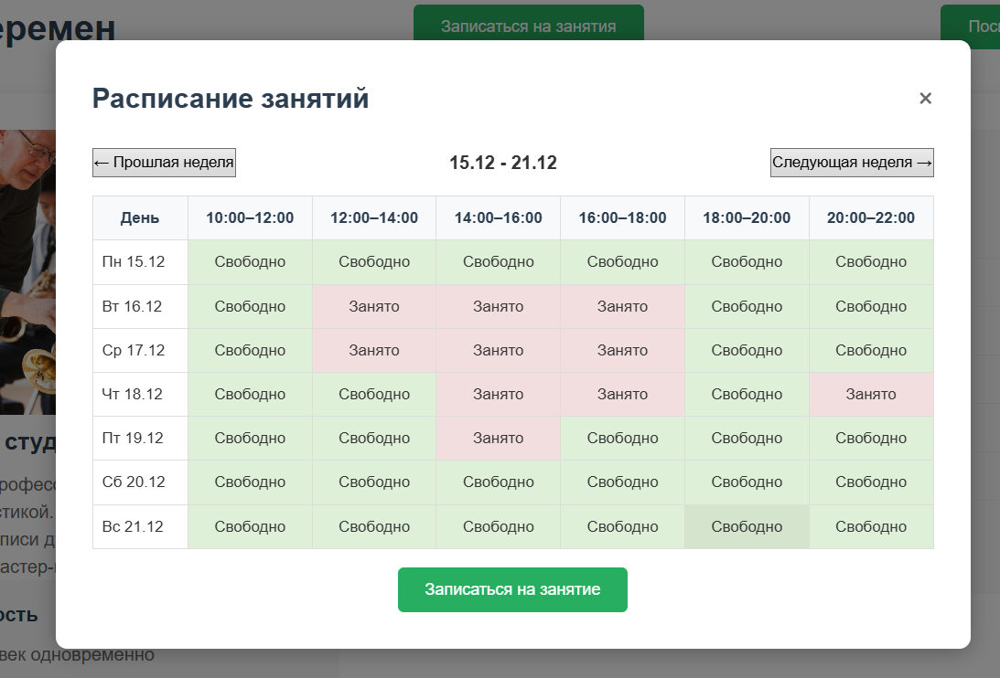 еремен
Записаться на занятия
Расписание занятий
×
← Прошлая неделя 15.12 - 21.12 Следующая неделя →
День 10:00–12:00 12:00–14:00 14:00–16:00 16:00–18:00 18:00–20:00 20:00–22:00
Пн 15.12 Свободно Свободно Свободно Свободно Свободно Свободно
Вт 16.12 Свободно Занято Занято Занято Свободно Свободно
Ср 17.12 Свободно Занято Занято Занято Свободно Свободно
Чт 18.12 Свободно Свободно Занято Занято Свободно Занято
Пт 19.12 Свободно Свободно Занято Свободно Свободно Свободно
Сб 20.12 Свободно Свободно Свободно Свободно Свободно Свободно
Вс 21.12 Свободно Свободно Свободно Свободно Свободно Свободно
Записаться на занятие
студ
стикой.
писи д
астер-
ость
век одновременно